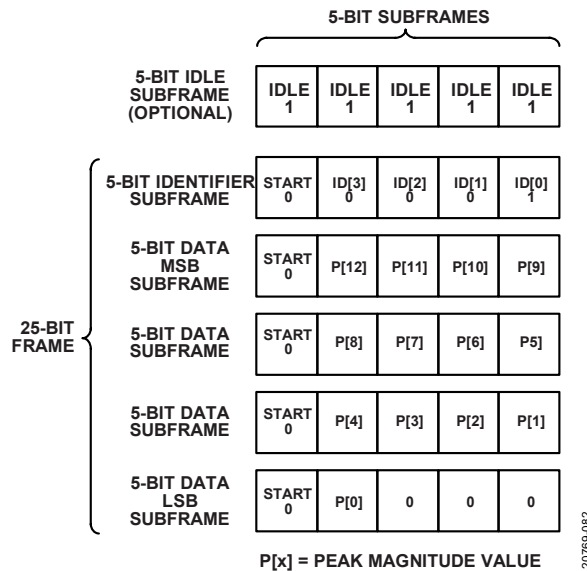 5-BIT SUBFRAMES
5-BIT IDLE
SUBFRAME
(OPTIONAL)
IDLE IDLE IDLE IDLE IDLE
1 1 1 1 1
5-BIT IDENTIFIER
SUBFRAME
START ID[3] ID[2] ID[1] ID[0]
0 0 0 0 1
5-BIT DATA
MSB
SUBFRAME
START
0 P[12] P[11] P[10] P[9]
25-BIT
FRAME
5-BIT DATA
SUBFRAME
START
0 P[8] P[7] P[6] P5]
5-BIT DATA
SUBFRAME
START
0 P[4] P[3] P[2] P[1]
5-BIT DATA
LSB
SUBFRAME
START
0 P[0] 0 0 0
P[x] = PEAK MAGNITUDE VALUE
20769-082